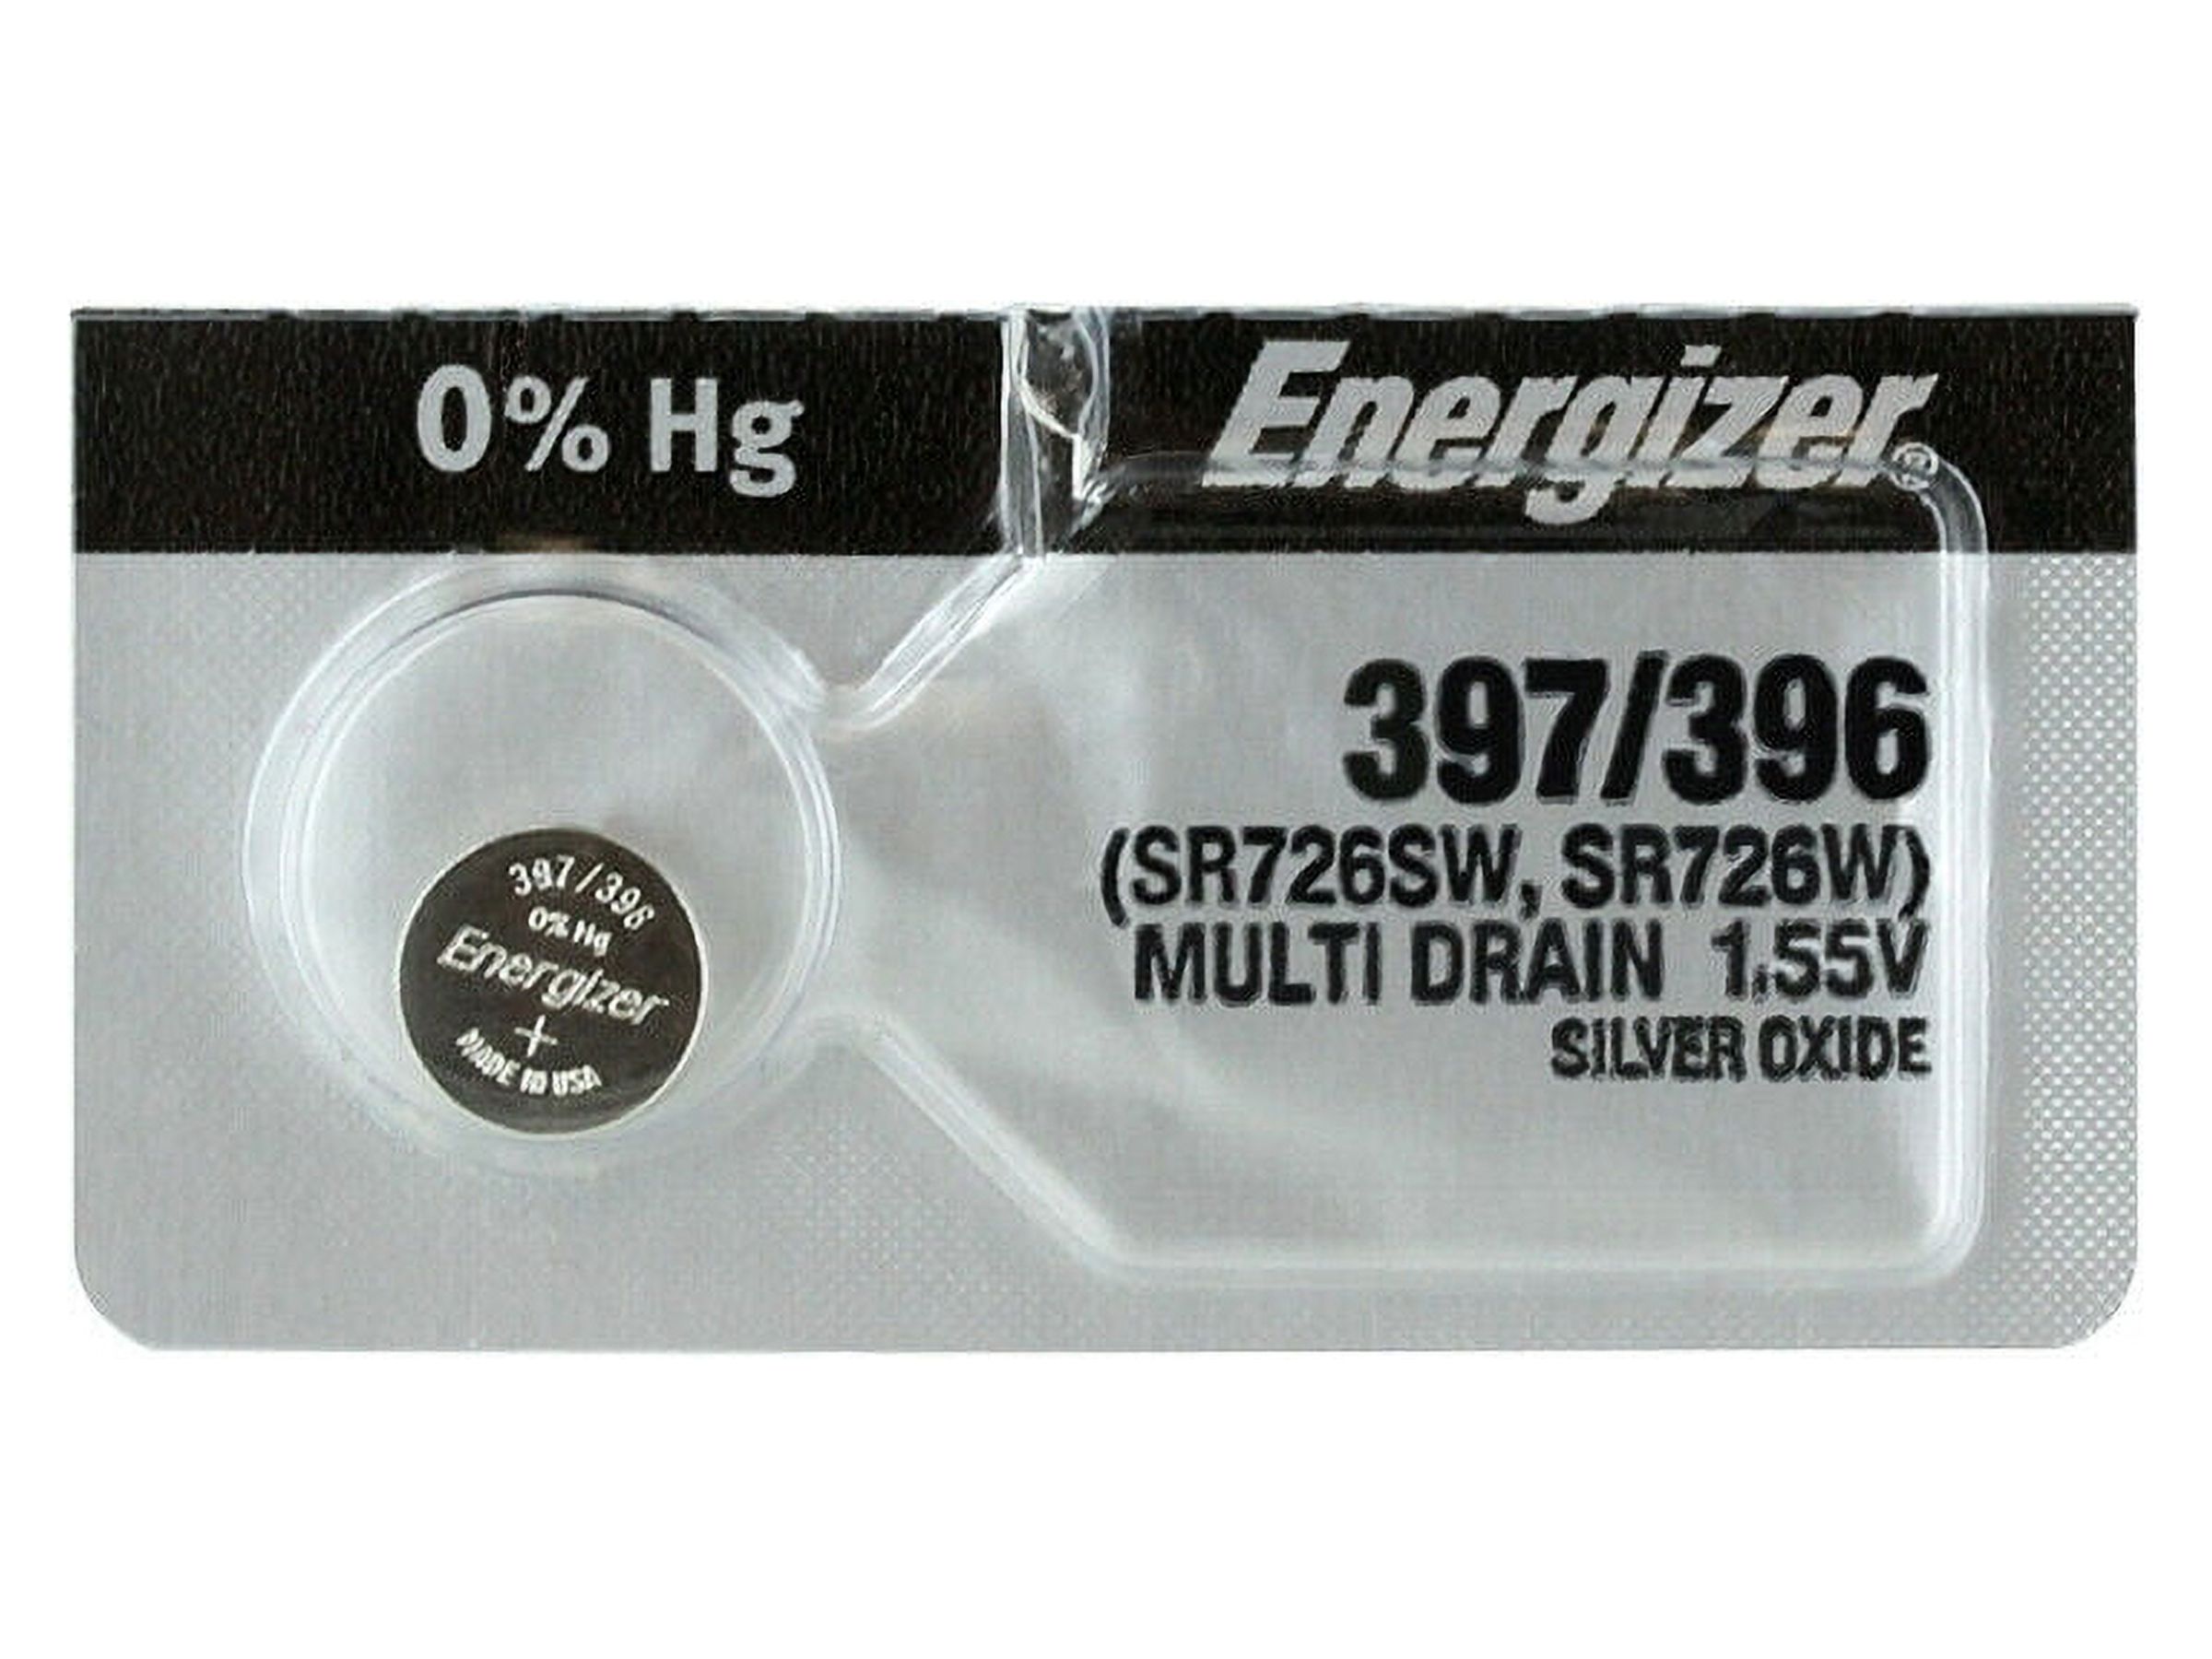 0% Hg
Energizer®
397/396
(SR726SW, SR726W)
MULTI DRAIN 1.55V
SILVER OXIDE
397/396
0% Hg
Energizer
+
MADE IN USA